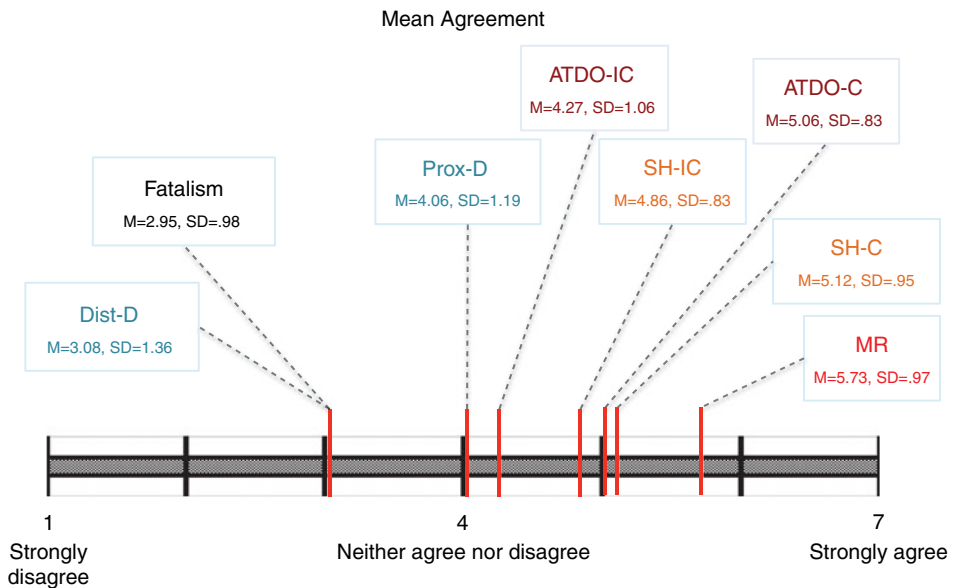 Mean Agreement
ATDO-IC
M=4.27, SD=1.06
ATDO-C
M=5.06, SD=.83
Prox-D
M=4.06, SD=1.19
SH-IC
M=4.86, SD=.83
Fatalism
M=2.95, SD=.98
SH-C
M=5.12, SD=.95
Dist-D
M=3.08, SD=1.36
MR
M=5.73, SD=.97
1
4
7
Strongly
disagree
Neither agree nor disagree
Strongly agree